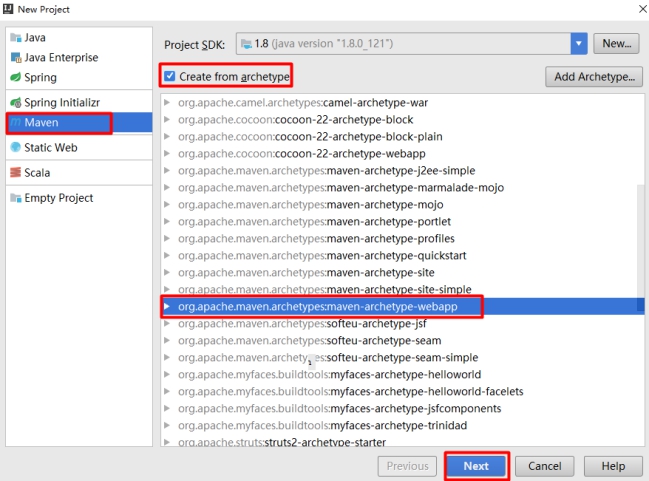 New Project
Java
Java Enterprise
Spring
Spring Initializr
Maven
Static Web
Scala
Empty Project
Project SDK: 1.8 (java version "1.8.0_121") New...
Create from archetype Add Archetype...
org.apache.camel.archetypes:camel-archetype-war
org.apache.cocoon:cocoon-22-archetype-block
org.apache.cocoon:cocoon-22-archetype-block-plain
org.apache.cocoon:cocoon-22-archetype-webapp
org.apache.maven.archetypes:maven-archetype-j2ee-simple
org.apache.maven.archetypes:maven-archetype-marmalade-mojo
org.apache.maven.archetypes:maven-archetype-mojo
org.apache.maven.archetypes:maven-archetype-portlet
org.apache.maven.archetypes:maven-archetype-profiles
org.apache.maven.archetypes:maven-archetype-quickstart
org.apache.maven.archetypes:maven-archetype-site
org.apache.maven.archetypes:maven-archetype-site-simple
org.apache.maven.archetypes:maven-archetype-webapp
org.apache.maven.archetypes:softeu-archetype-jsf
org.apache.maven.archetypes:softeu-archetype-seam
org.apache.maven.archetypes:softeu-archetype-seam-simple
org.apache.myfaces.buildtools:myfaces-archetype-helloworld
org.apache.myfaces.buildtools:myfaces-archetype-helloworld-facelets
org.apache.myfaces.buildtools:myfaces-archetype-jsfcomponents
org.apache.myfaces.buildtools:myfaces-archetype-trinidad
org.apache.struts:struts2-archetype-starter
Previous Next Cancel Help